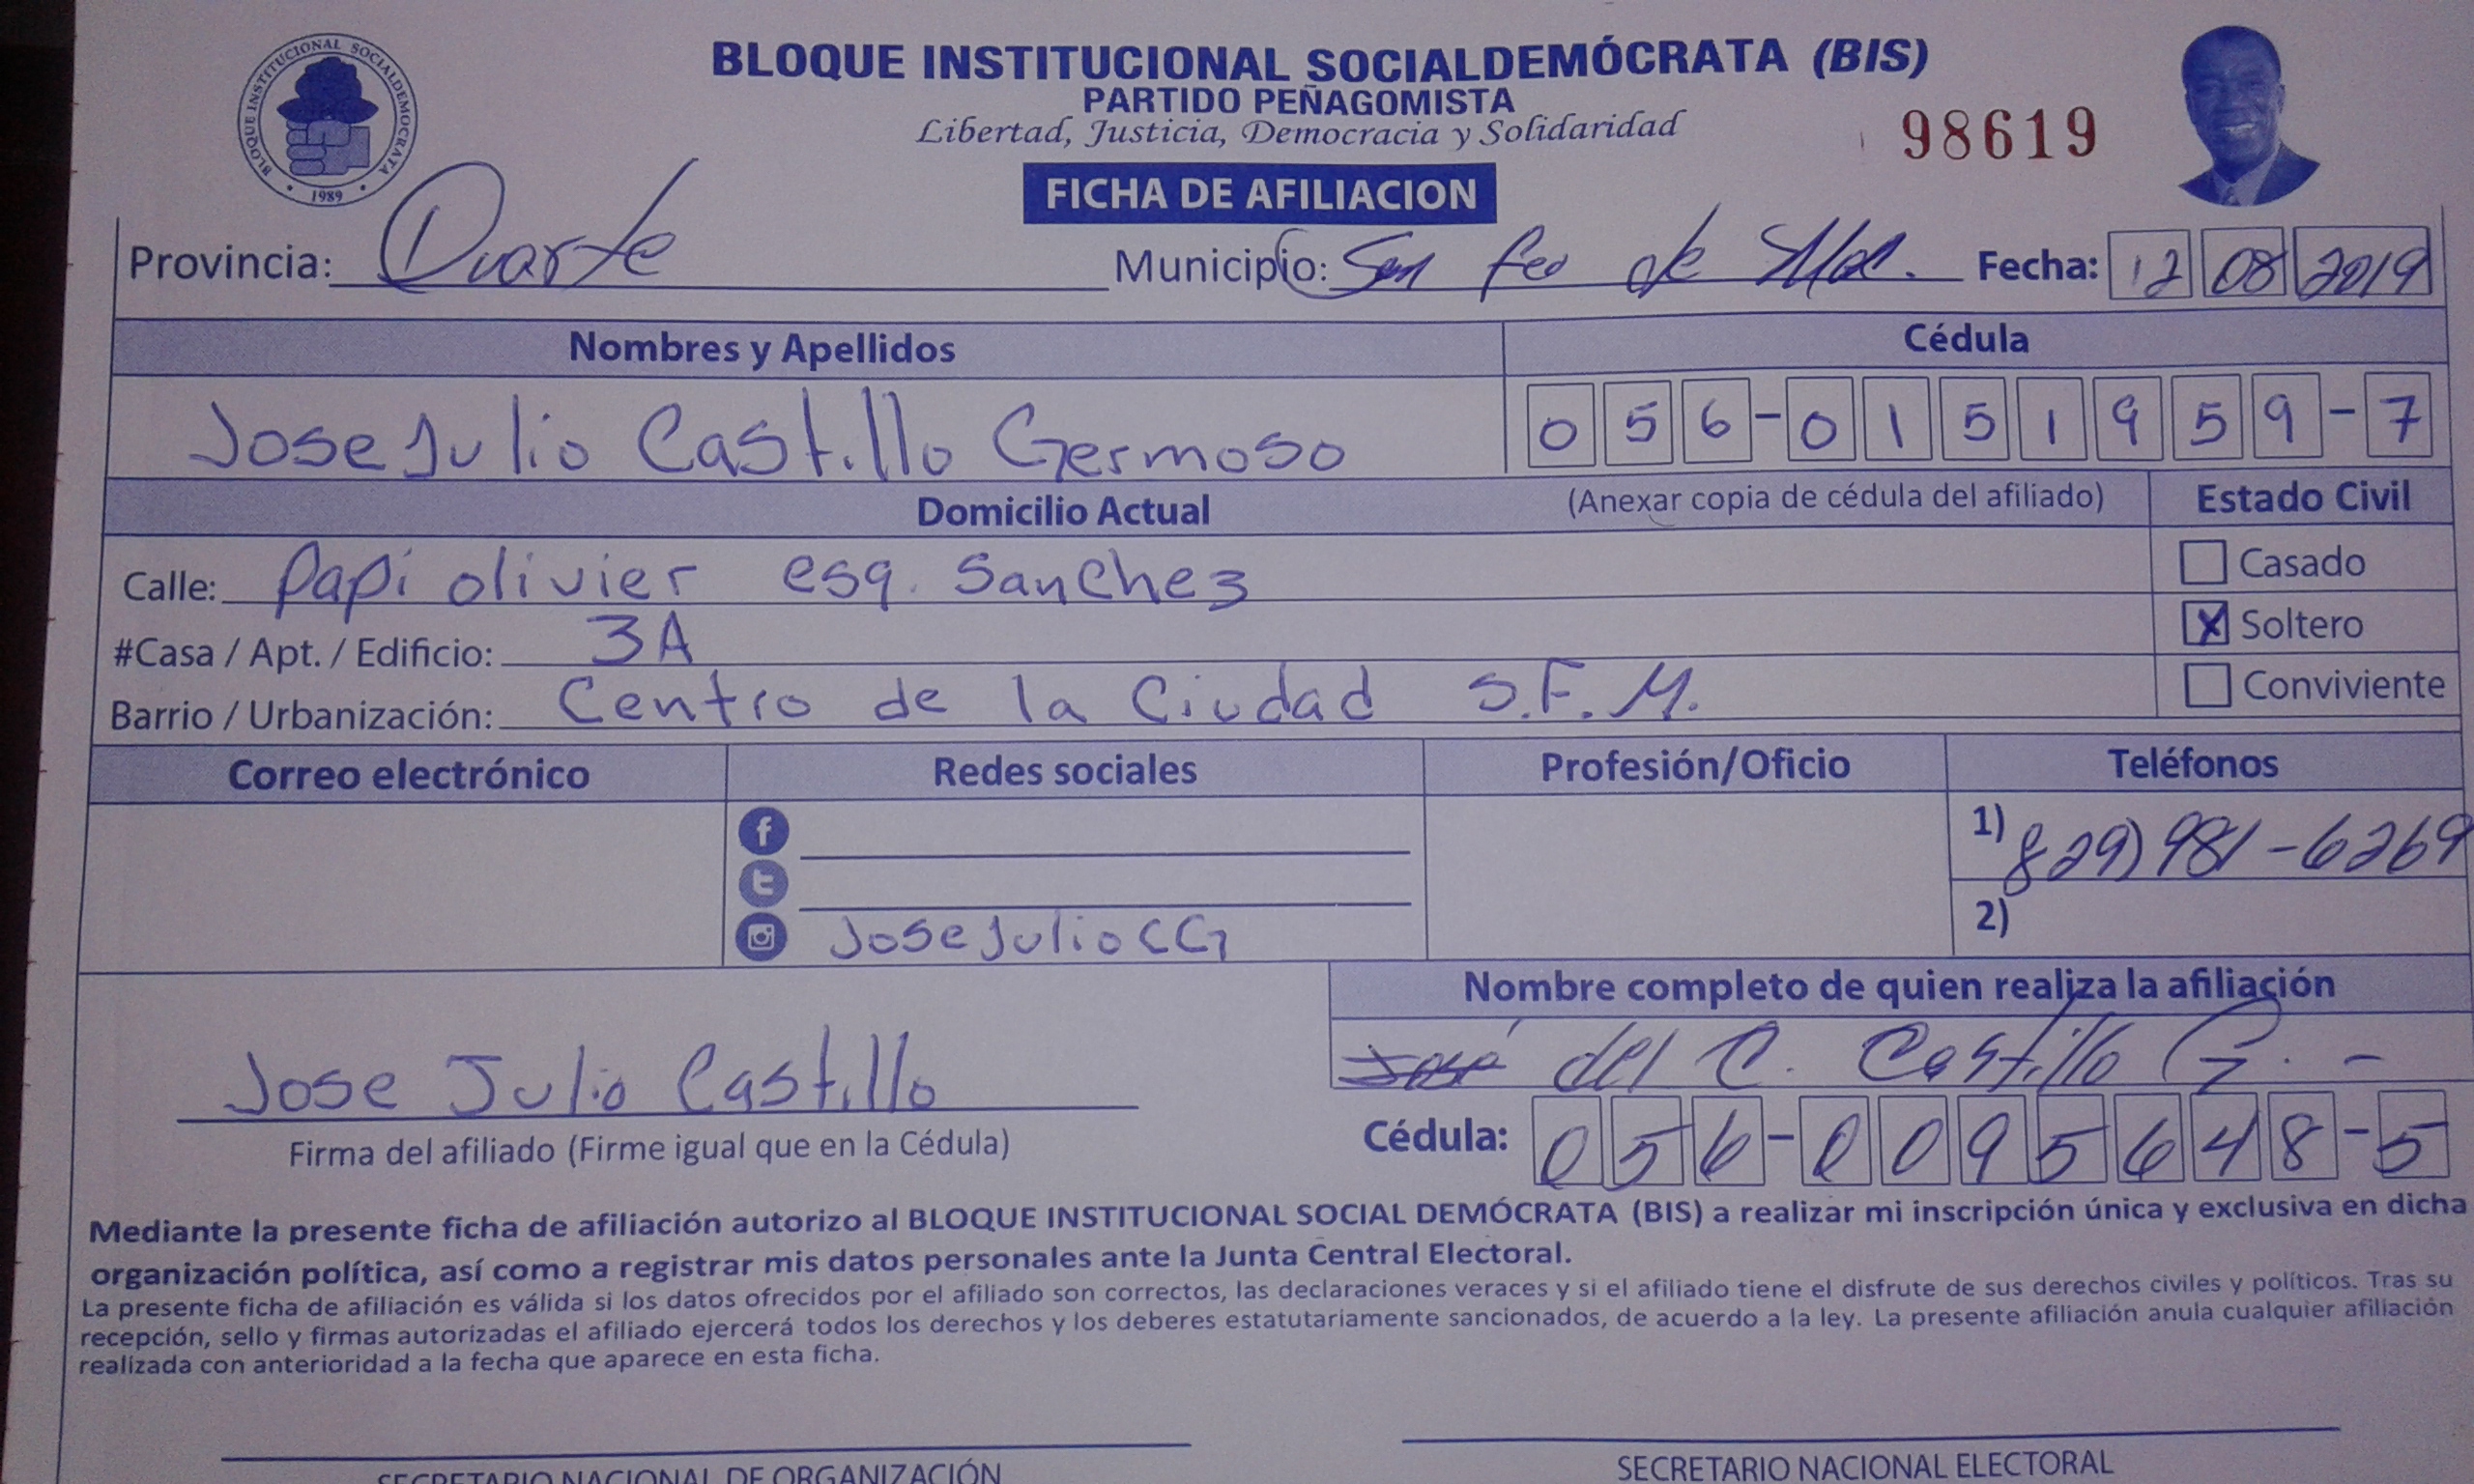 BLOQUE INSTITUCIONAL SOCIALDEMOCRATA
1989
BLOQUE INSTITUCIONAL SOCIALDEMÓCRATA (BIS)
PARTIDO PEÑAGOMISTA
Libertad, Justicia, Democracia y Solidaridad
98619
FICHA DE AFILIACION
Provincia: Duarte Municipio: San fco de Fecha: 12 08 2019
Nombres y Apellidos Cédula
Jose Julio Castillo Germoso 056-0151959-7
Domicilio Actual (Anexar copia de cédula del afiliado) Estado Civil
Calle: Papi olivier esq. Sanchez Casado
#Casa / Apt. / Edificio: 3A X Soltero
Barrio / Urbanización: Centro de la Ciudad S.F.M. Conviviente
Correo electrónico Redes sociales Profesión/Oficio Teléfonos
1) 829) 981-6269
2)
JoseJulioCG
Nombre completo de quien realiza la afiliación
José del C. Castillo G. -
Jose Julio Castillo
Firma del afiliado (Firme igual que en la Cédula)
Cédula: 056-0095648-5
Mediante la presente ficha de afiliación autorizo al BLOQUE INSTITUCIONAL SOCIAL DEMÓCRATA (BIS) a realizar mi inscripción única y exclusiva en dicha
organización política, así como a registrar mis datos personales ante la Junta Central Electoral.
La presente ficha de afiliación es válida si los datos ofrecidos por el afiliado son correctos, las declaraciones veraces y si el afiliado tiene el disfrute de sus derechos civiles y políticos. Tras su
recepción, sello y firmas autorizadas el afiliado ejercerá todos los derechos y los deberes estatutariamente sancionados, de acuerdo a la ley. La presente afiliación anula cualquier afiliación
realizada con anterioridad a la fecha que aparece en esta ficha.
SECRETARIO NACIONAL DE ORGANIZACIÓN SECRETARIO NACIONAL ELECTORAL